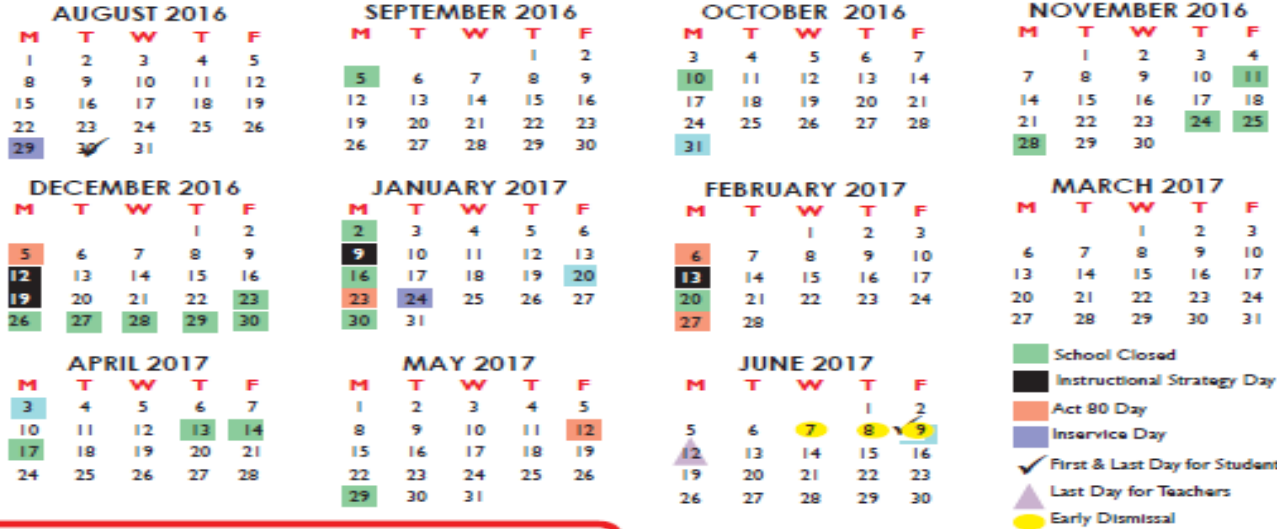 AUGUST 2016
M T W T F
1 2 3 4 5
8 9 10 11 12
15 16 17 18 19
22 23 24 25 26
29 30 31
SEPTEMBER 2016
M T W T F
1 2
5 6 7 8 9
12 13 14 15 16
19 20 21 22 23
26 27 28 29 30
OCTOBER 2016
M T W T F
3 4 5 6 7
10 11 12 13 14
17 18 19 20 21
24 25 26 27 28
31
NOVEMBER 2016
M T W T F
1 2 3 4
7 8 9 10 11
14 15 16 17 18
21 22 23 24 25
28 29 30
DECEMBER 2016
M T W T F
1 2
5 6 7 8 9
12 13 14 15 16
19 20 21 22 23
26 27 28 29 30
JANUARY 2017
M T W T F
2 3 4 5 6
9 10 11 12 13
16 17 18 19 20
23 24 25 26 27
30 31
FEBRUARY 2017
M T W T F
1 2 3
6 7 8 9 10
13 14 15 16 17
20 21 22 23 24
27 28
MARCH 2017
M T W T F
1 2 3
6 7 8 9 10
13 14 15 16 17
20 21 22 23 24
27 28 29 30 31
APRIL 2017
M T W T F
3 4 5 6 7
10 11 12 13 14
17 18 19 20 21
24 25 26 27 28
MAY 2017
M T W T F
1 2 3 4 5
8 9 10 11 12
15 16 17 18 19
22 23 24 25 26
29 30 31
JUNE 2017
M T W T F
1 2
5 6 7 8 9
12 13 14 15 16
19 20 21 22 23
26 27 28 29 30
School Closed
Instructional Strategy Day
Act 80 Day
Inservice Day
First & Last Day for Student
Last Day for Teachers
Early Dismissal